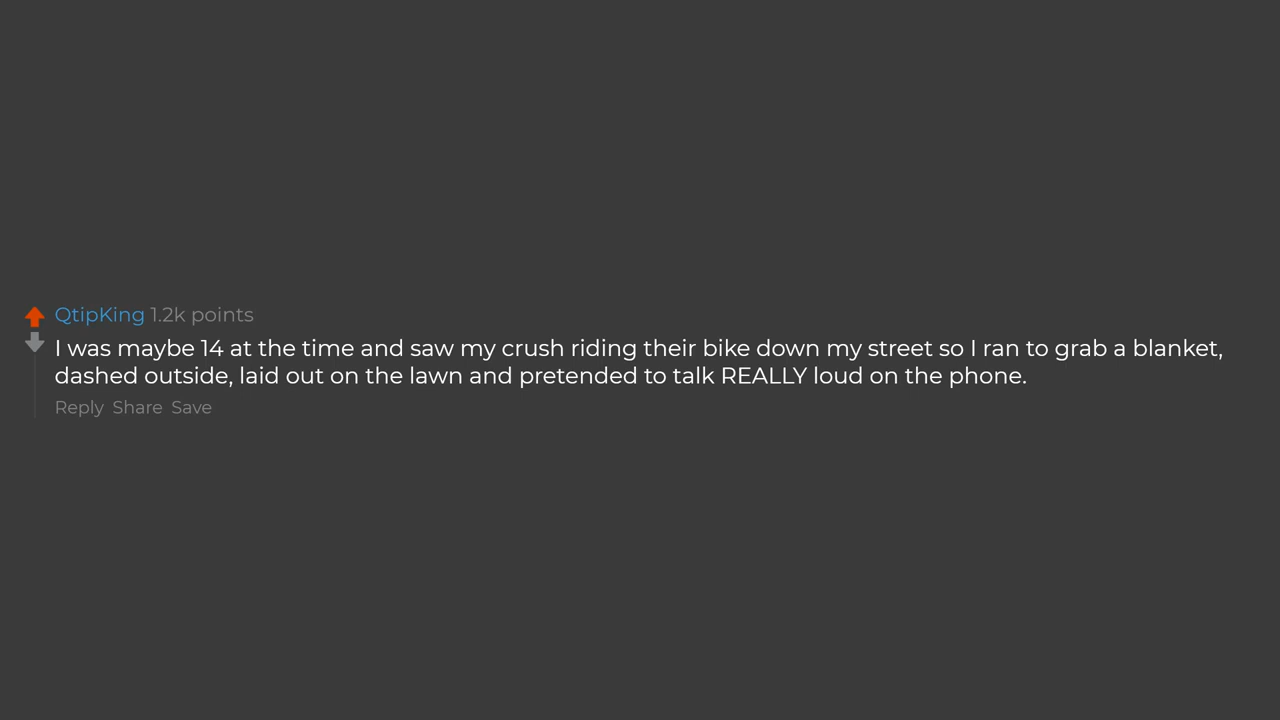 QtipKing 1.2k points
I was maybe 14 at the time and saw my crush riding their bike down my street so I ran to grab a blanket,
dashed outside, laid out on the lawn and pretended to talk REALLY loud on the phone.
Reply Share Save